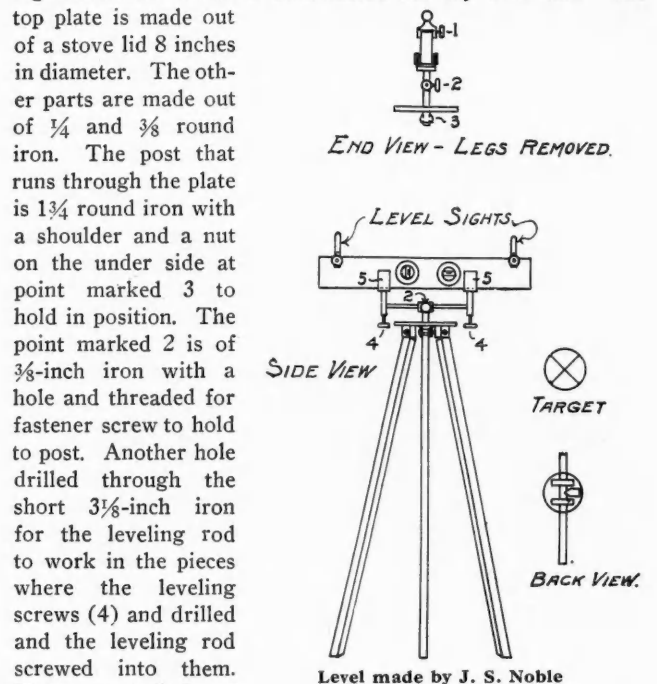 top plate is made out
of a stove lid 8 inches
in diameter. The oth-
er parts are made out
of ¼ and ⅜ round
iron. The post that
runs through the plate
is 1¾ round iron with
a shoulder and a nut
on the under side at
point marked 3 to
hold in position. The
point marked 2 is of
⅜-inch iron with a
hole and threaded for
fastener screw to hold
to post. Another hole
drilled through the
short 3⅛-inch iron
for the leveling rod
to work in the pieces
where the leveling
screws (4) and drilled
and the leveling rod
screwed into them.
1
2
3
END VIEW - LEGS REMOVED.
LEVEL SIGHTS
5 5
2
4 4
SIDE VIEW
TARGET
BACK VIEW.
Level made by J. S. Noble